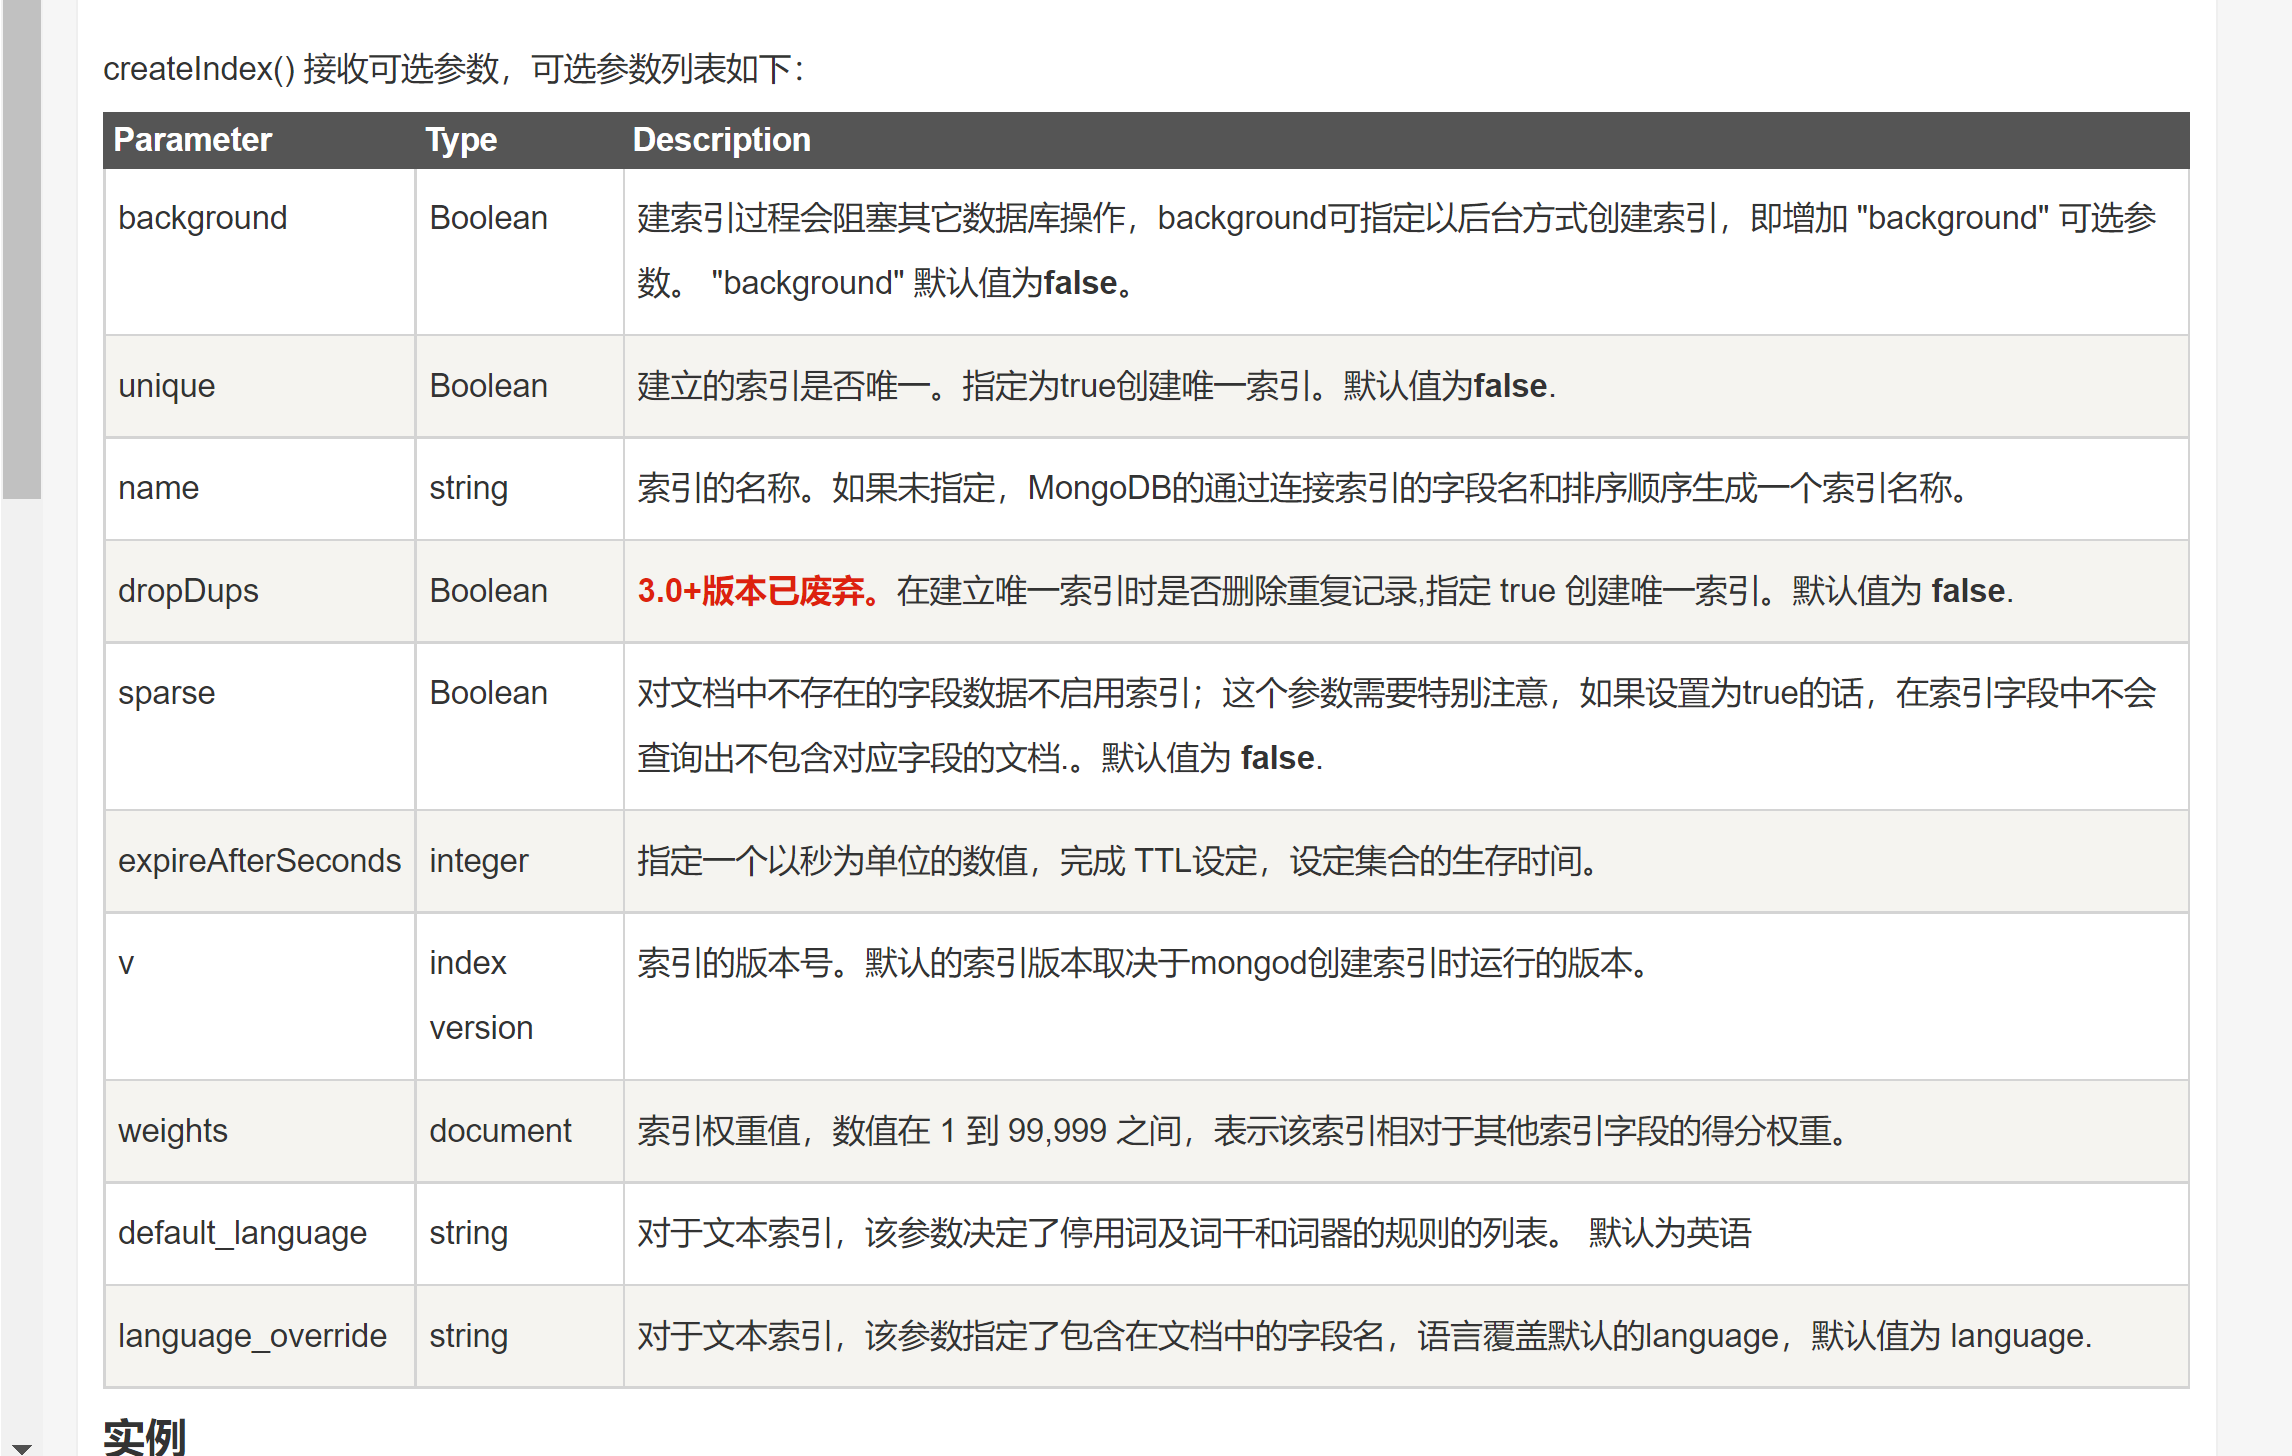 createIndex() 接收可选参数，可选参数列表如下：
Parameter Type Description
background Boolean 建索引过程会阻塞其它数据库操作，background可指定以后台方式创建索引，即增加 "background" 可选参
数。 "background" 默认值为false。
unique Boolean 建立的索引是否唯一。指定为true创建唯一索引。默认值为false.
name string 索引的名称。如果未指定，MongoDB的通过连接索引的字段名和排序顺序生成一个索引名称。
dropDups Boolean 3.0+版本已废弃。在建立唯一索引时是否删除重复记录,指定 true 创建唯一索引。默认值为 false.
sparse Boolean 对文档中不存在的字段数据不启用索引；这个参数需要特别注意，如果设置为true的话，在索引字段中不会
查询出不包含对应字段的文档.。默认值为 false.
expireAfterSeconds integer 指定一个以秒为单位的数值，完成 TTL设定，设定集合的生存时间。
v index 索引的版本号。默认的索引版本取决于mongod创建索引时运行的版本。
version
weights document 索引权重值，数值在 1 到 99,999 之间，表示该索引相对于其他索引字段的得分权重。
default_language string 对于文本索引，该参数决定了停用词及词干和词器的规则的列表。 默认为英语
language_override string 对于文本索引，该参数指定了包含在文档中的字段名，语言覆盖默认的language，默认值为 language.
实例